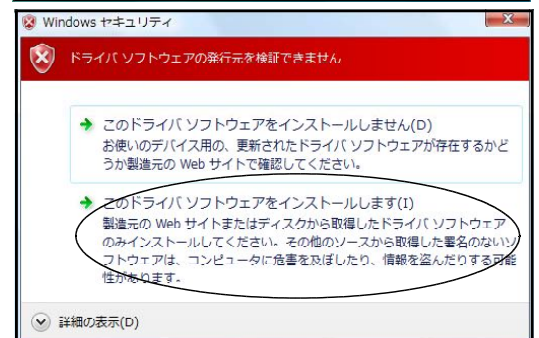 Windows セキュリティ
ドライバ ソフトウェアの発行元を検証できません
このドライバ ソフトウェアをインストールしません(D)
お使いのデバイス用の、更新されたドライバ ソフトウェアが存在するかど
うか製造元の Web サイトで確認してください。
このドライバ ソフトウェアをインストールします(I)
製造元の Web サイトまたはディスクから取得したドライバ ソフトウェア
のみインストールしてください。その他のソースから取得した署名のないソ
フトウェアは、コンピュータに危害を及ぼしたり、情報を盗んだりする可能
性があります。
詳細の表示(D)